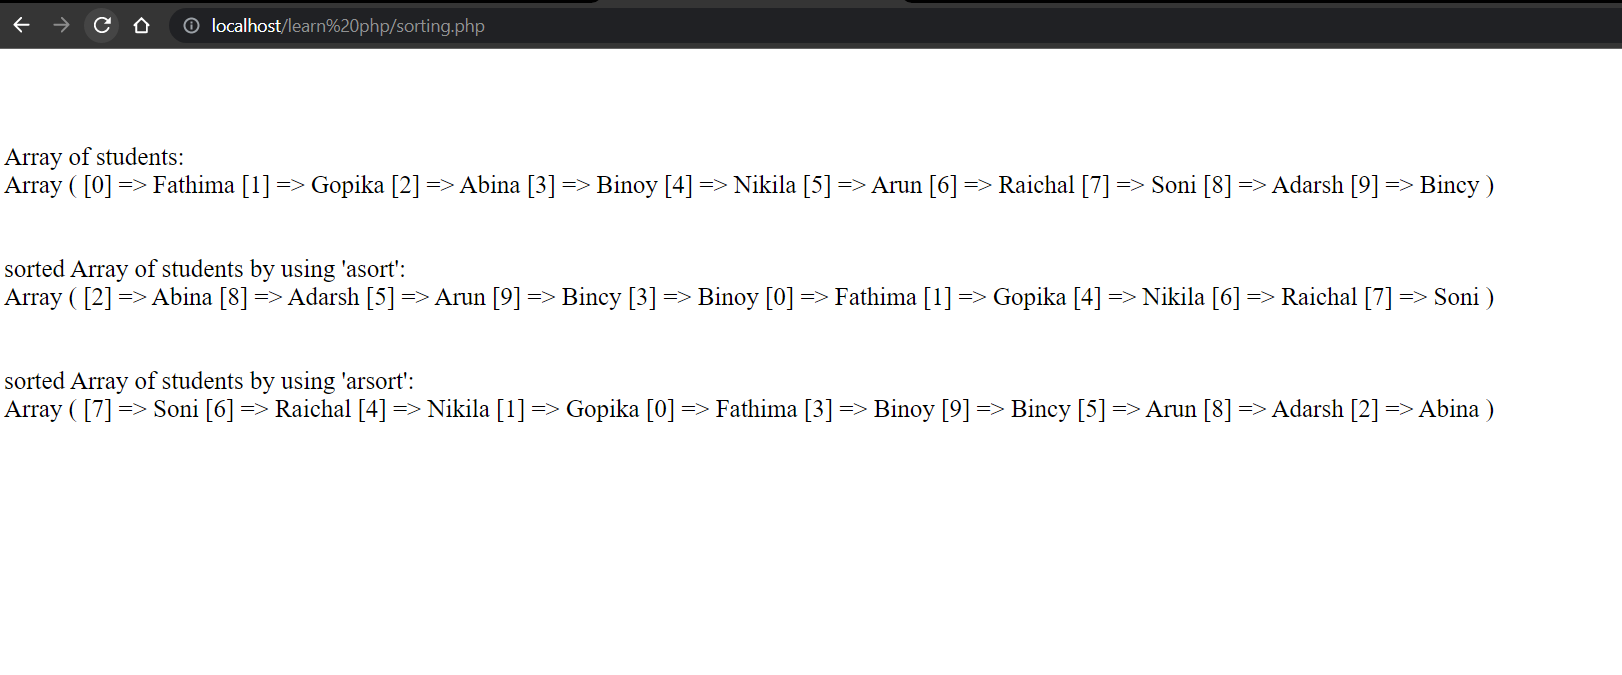 localhost/learn%20php/sorting.php
Array of students:
Array ( [0] => Fathima [1] => Gopika [2] => Abina [3] => Binoy [4] => Nikila [5] => Arun [6] => Raichal [7] => Soni [8] => Adarsh [9] => Bincy )
sorted Array of students by using 'asort':
Array ( [2] => Abina [8] => Adarsh [5] => Arun [9] => Bincy [3] => Binoy [0] => Fathima [1] => Gopika [4] => Nikila [6] => Raichal [7] => Soni )
sorted Array of students by using 'arsort':
Array ( [7] => Soni [6] => Raichal [4] => Nikila [1] => Gopika [0] => Fathima [3] => Binoy [9] => Bincy [5] => Arun [8] => Adarsh [2] => Abina )